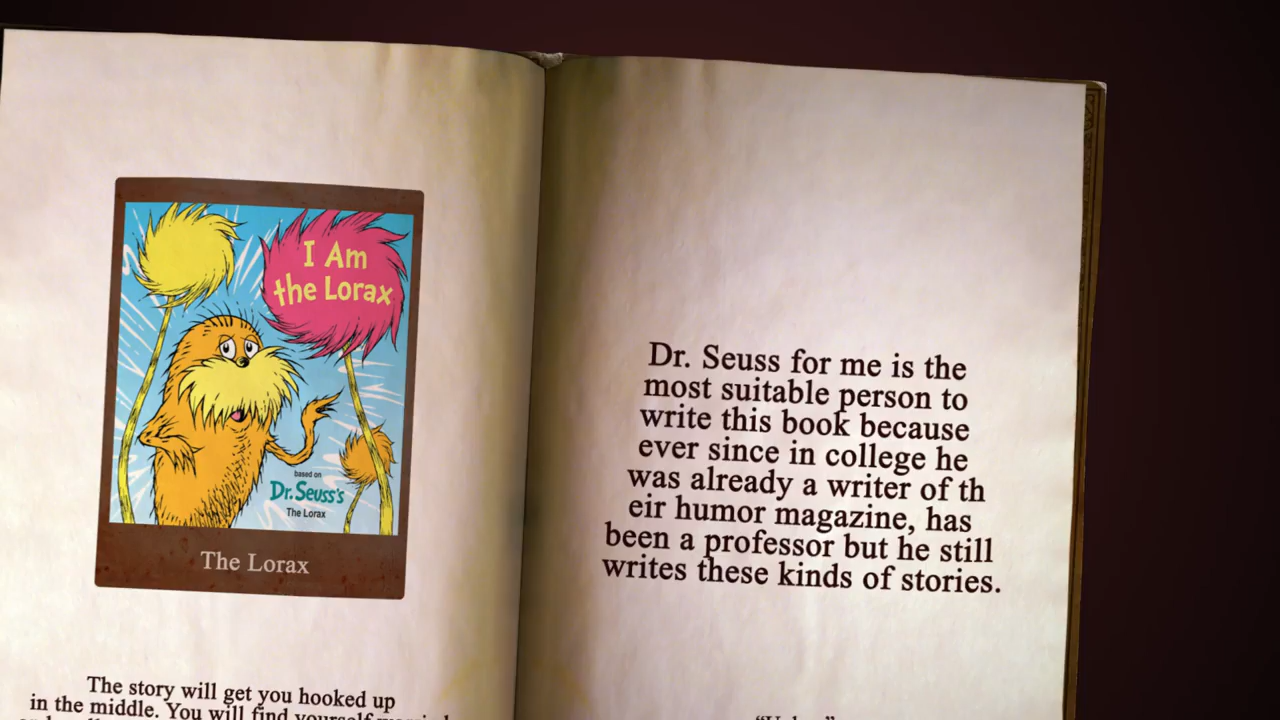 I Am
the Lorax
based on
Dr. Seuss's
The Lorax
The Lorax
The story will get you hooked up
in the middle. You will find yourself
Dr. Seuss for me is the
most suitable person to
write this book because
ever since in college he
was already a writer of th
eir humor magazine, has
been a professor but he still
writes these kinds of stories.